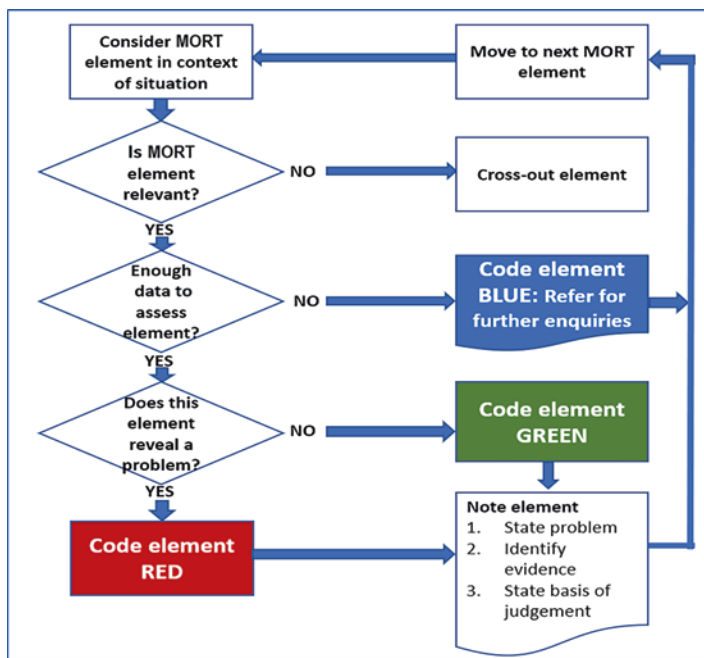 Consider MORT
element in context
of situation
Move to next MORT
element
Is MORT
element
relevant?
NO
Cross-out element
YES
Enough
data to
assess
element?
NO
Code element
BLUE: Refer for
further enquiries
YES
Does this
element
reveal a
problem?
NO
Code element
GREEN
YES
Code element
RED
Note element
1. State problem
2. Identify
evidence
3. State basis of
judgement